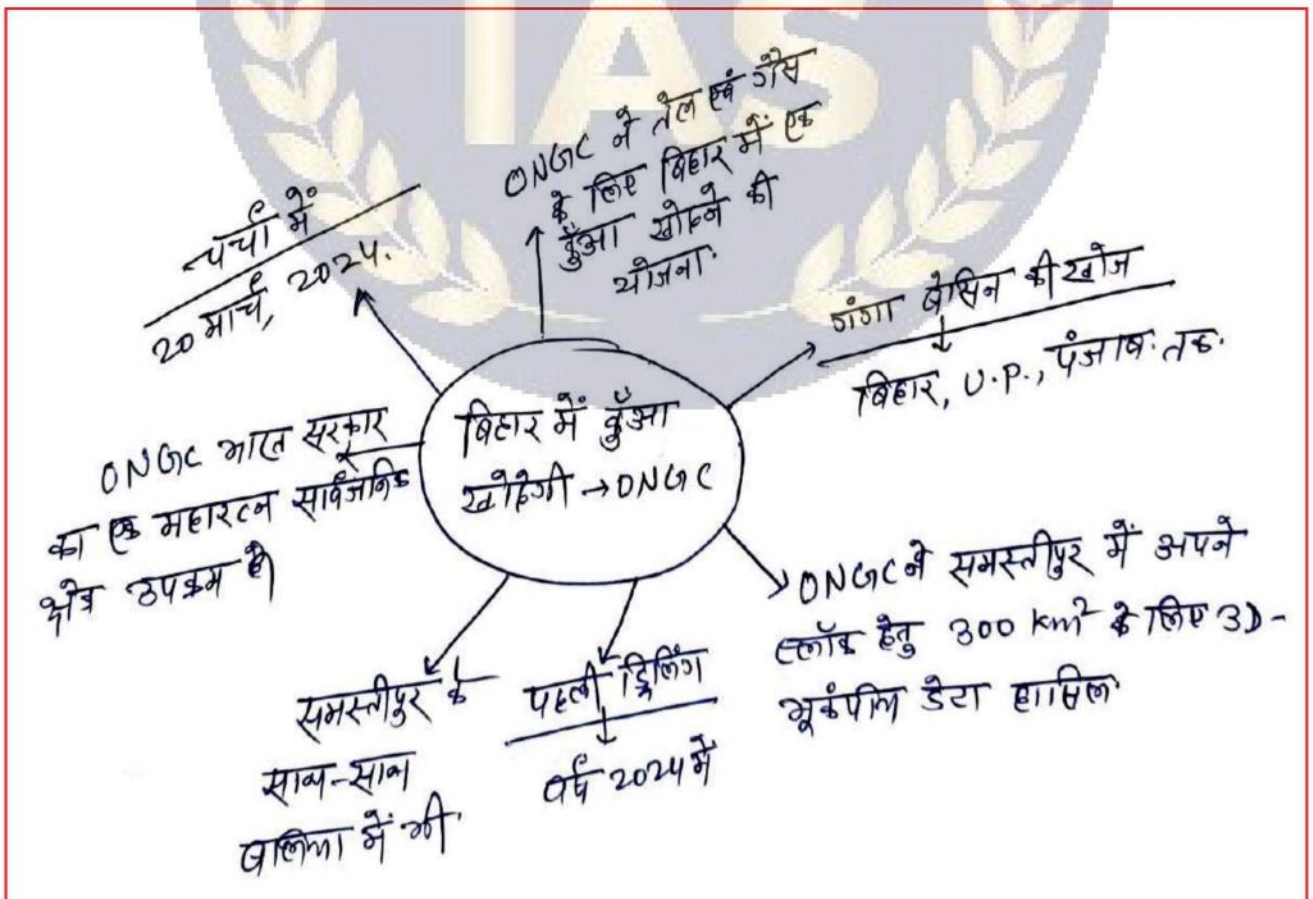 IAS
ONGC ने तेल एवं गैस
के लिए बिहार में एक
कुँआ खोदने की
योजना.
चर्चा में
20 मार्च, 2024.
गंगा बेसिन की खोज
बिहार, U.P., पंजाब तक.
बिहार में कुँआ
खोदेगी → ONGC
ONGC भारत सरकार
का एक महारत्न सार्वजनिक
क्षेत्र उपक्रम है।
ONGC ने समस्तीपुर में अपने
ब्लॉक हेतु 300 km² के लिए 3D-
भूकंपीय डेटा हासिल
समस्तीपुर के
साथ-साथ
बलिया में भी.
पहली ड्रिलिंग
वर्ष 2024 में